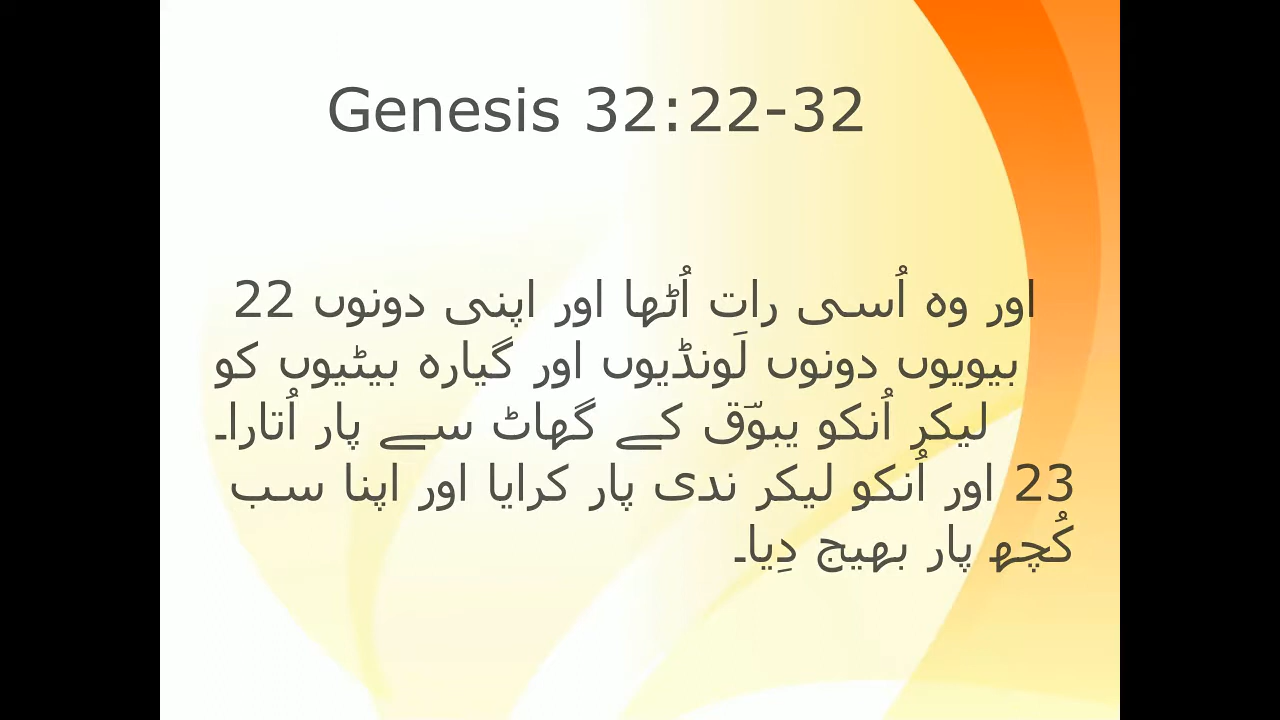 Genesis 32:22-32
22 اور وہ اُسی رات اُٹھا اور اپنی دونوں
بیویوں دونوں لَونڈیوں اور گیارہ بیٹیوں کو
لیکر اُنکو یبوؔق کے گھاٹ سے پار اُتارا۔
23 اور اُنکو لیکر ندی پار کرایا اور اپنا سب
کُچھ پار بھیج دِیا۔